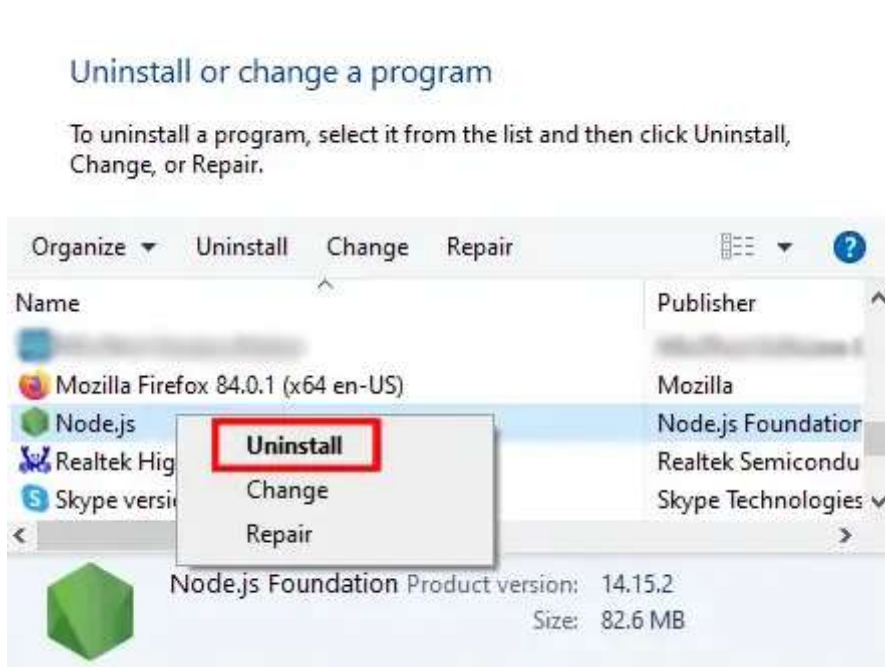 Uninstall or change a program
To uninstall a program, select it from the list and then click Uninstall,
Change, or Repair.
Organize Uninstall Change Repair ?
Name Publisher
Mozilla Firefox 84.0.1 (x64 en-US) Mozilla
Node.js Node.js Foundation
Uninstall
Realtek Hig Realtek Semicondu
Change
Skype versi Skype Technologies
Repair
Node.js Foundation Product version: 14.15.2
Size: 82.6 MB